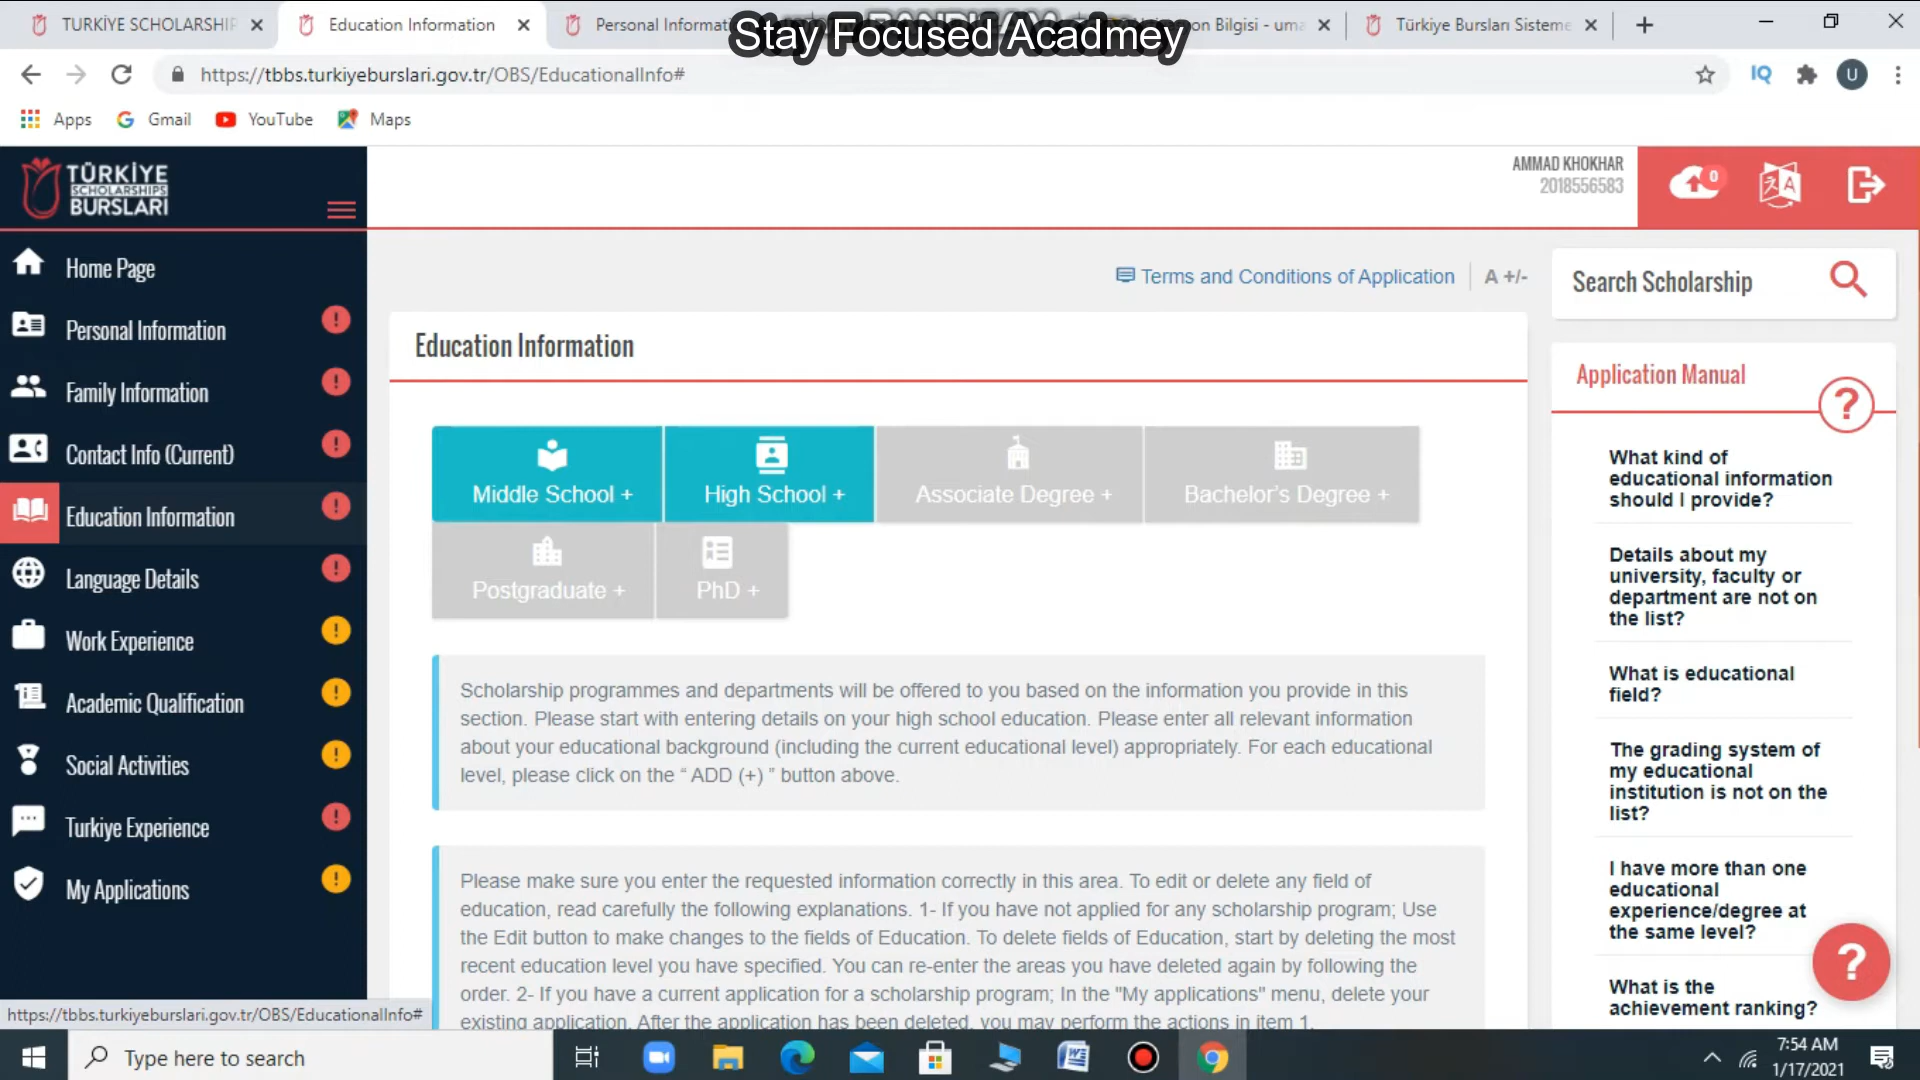 TURKİYE SCHOLARSHIP
Education Information
Personal Informat
on Bilgisi - uma
Türkiye Bursları Sisteme
Stay Focused Acadmey
https://tbbs.turkiyeburslari.gov.tr/OBS/EducationalInfo#
IQ
U
Apps
Gmail
YouTube
Maps
TÜRKİYE
SCHOLARSHIPS
BURSLARI
AMMAD KHOKHAR
2018556583
0
Home Page
Personal Information
Family Information
Contact Info (Current)
Education Information
Language Details
Work Experience
Academic Qualification
Social Activities
Turkiye Experience
My Applications
Terms and Conditions of Application
A +/-
Education Information
Middle School +
High School +
Associate Degree +
Bachelor's Degree +
Postgraduate +
PhD +
Scholarship programmes and departments will be offered to you based on the information you provide in this
section. Please start with entering details on your high school education. Please enter all relevant information
about your educational background (including the current educational level) appropriately. For each educational
level, please click on the “ ADD (+) ” button above.
Please make sure you enter the requested information correctly in this area. To edit or delete any field of
education, read carefully the following explanations. 1- If you have not applied for any scholarship program; Use
the Edit button to make changes to the fields of Education. To delete fields of Education, start by deleting the most
recent education level you have specified. You can re-enter the areas you have deleted again by following the
order. 2- If you have a current application for a scholarship program; In the "My applications" menu, delete your
existing application. After the application has been deleted, you may perform the actions in item 1.
Search Scholarship
Application Manual
?
What kind of
educational information
should I provide?
Details about my
university, faculty or
department are not on
the list?
What is educational
field?
The grading system of
my educational
institution is not on the
list?
I have more than one
educational
experience/degree at
the same level?
What is the
achievement ranking?
?
https://tbbs.turkiyeburslari.gov.tr/OBS/EducationalInfo#
Type here to search
7:54 AM
1/17/2021